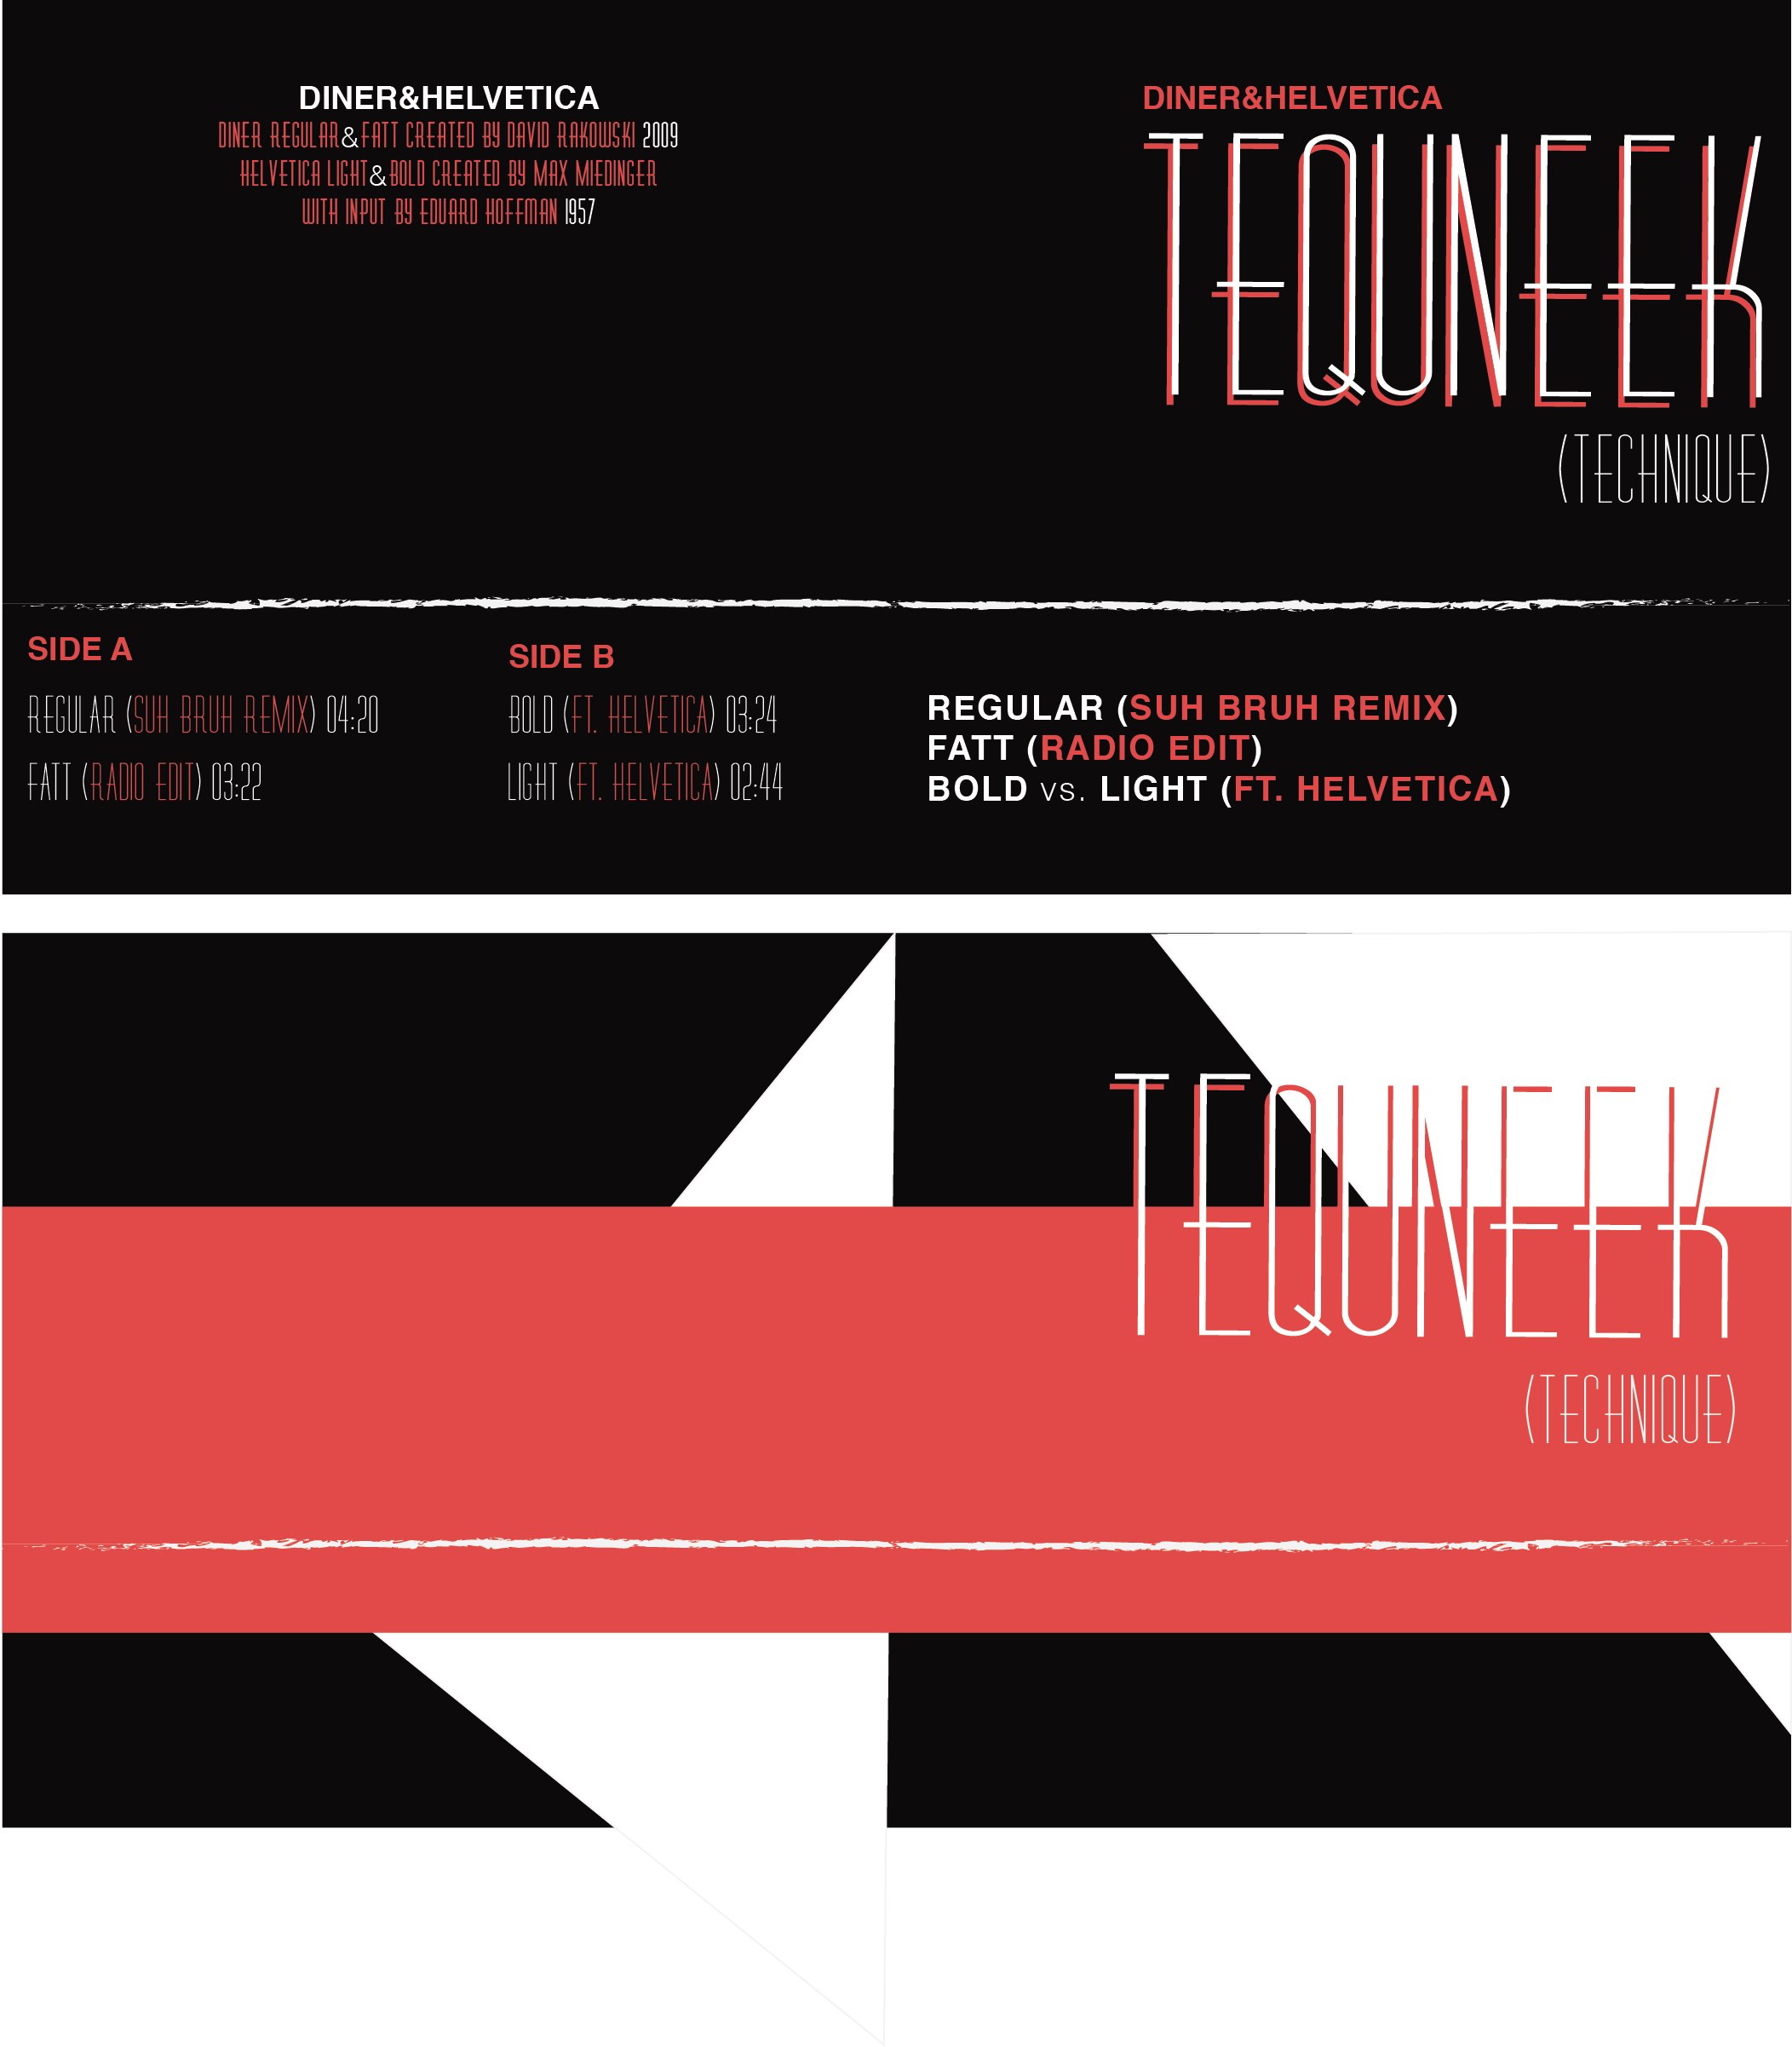 DINER&HELVETICA
DINER REGULAR&FATT CREATED BY DAVID RAKOWSKI 2009
HELVETICA LIGHT&BOLD CREATED BY MAX MIEDINGER
WITH INPUT BY EDUARD HOFFMAN 1957
DINER&HELVETICA
TEQUNEEK
(TECHNIQUE)
SIDE A
REGULAR (SUH BRUH REMIX) 04:20
FATT (RADIO EDIT) 03:22
SIDE B
BOLD (FT. HELVETICA) 03:24
LIGHT (FT. HELVETICA) 02:44
REGULAR (SUH BRUH REMIX)
FATT (RADIO EDIT)
BOLD VS. LIGHT (FT. HELVETICA)
TEQUNEEK
(TECHNIQUE)